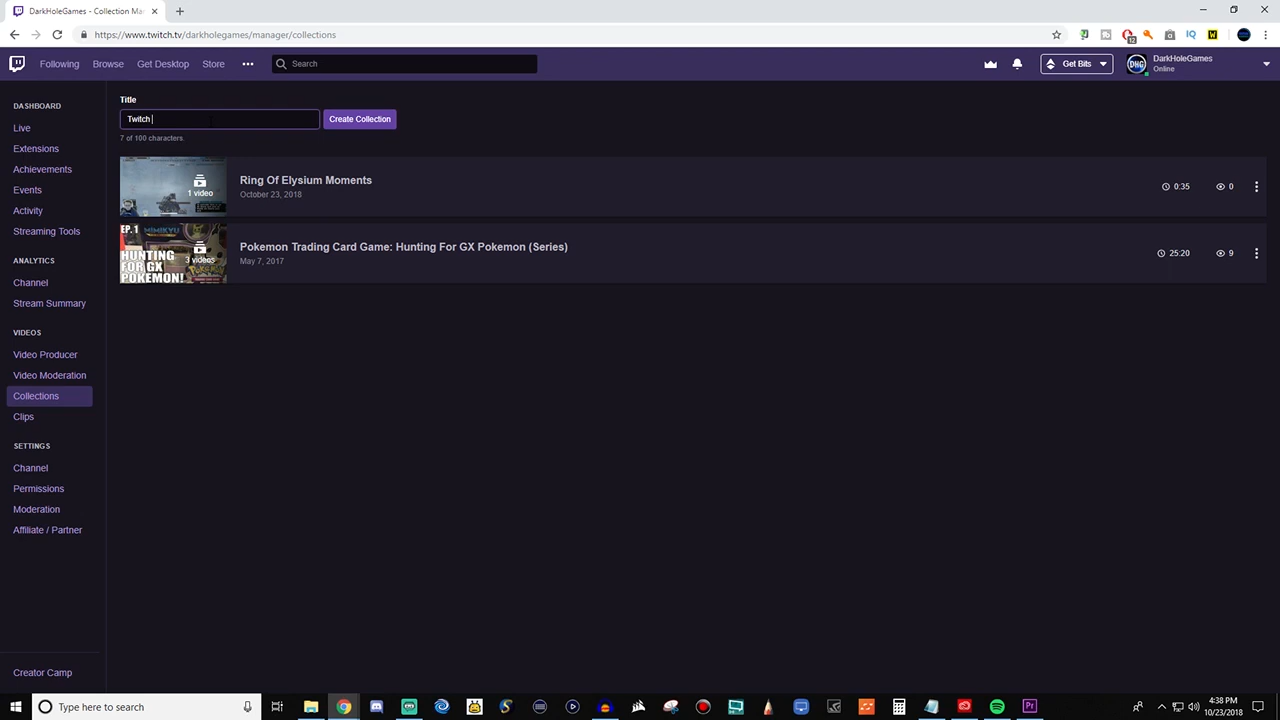 DarkHoleGames - Collection Ma
https://www.twitch.tv/darkholegames/manager/collections
12
Following
Browse
Get Desktop
Store
Search
Get Bits
DHG
DarkHoleGames
Online
DASHBOARD
Live
Extensions
Achievements
Events
Activity
Streaming Tools
ANALYTICS
Channel
Stream Summary
VIDEOS
Video Producer
Video Moderation
Collections
Clips
SETTINGS
Channel
Permissions
Moderation
Affiliate / Partner
Creator Camp
Title
Twitch
Create Collection
7 of 100 characters.
1 video
Ring Of Elysium Moments
October 23, 2018
0:35
0
EP. 1
MIMIKYU
HUNTING
FOR GX
POKEMON!
3 videos
Pokemon Trading Card Game: Hunting For GX Pokemon (Series)
May 7, 2017
25:20
9
Type here to search
4:38 PM
10/23/2018